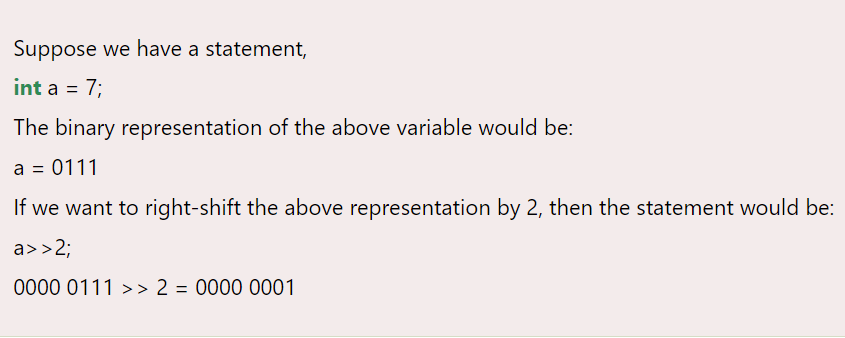 Suppose we have a statement,
int a = 7;
The binary representation of the above variable would be:
a = 0111
If we want to right-shift the above representation by 2, then the statement would be:
a>>2;
0000 0111 >> 2 = 0000 0001